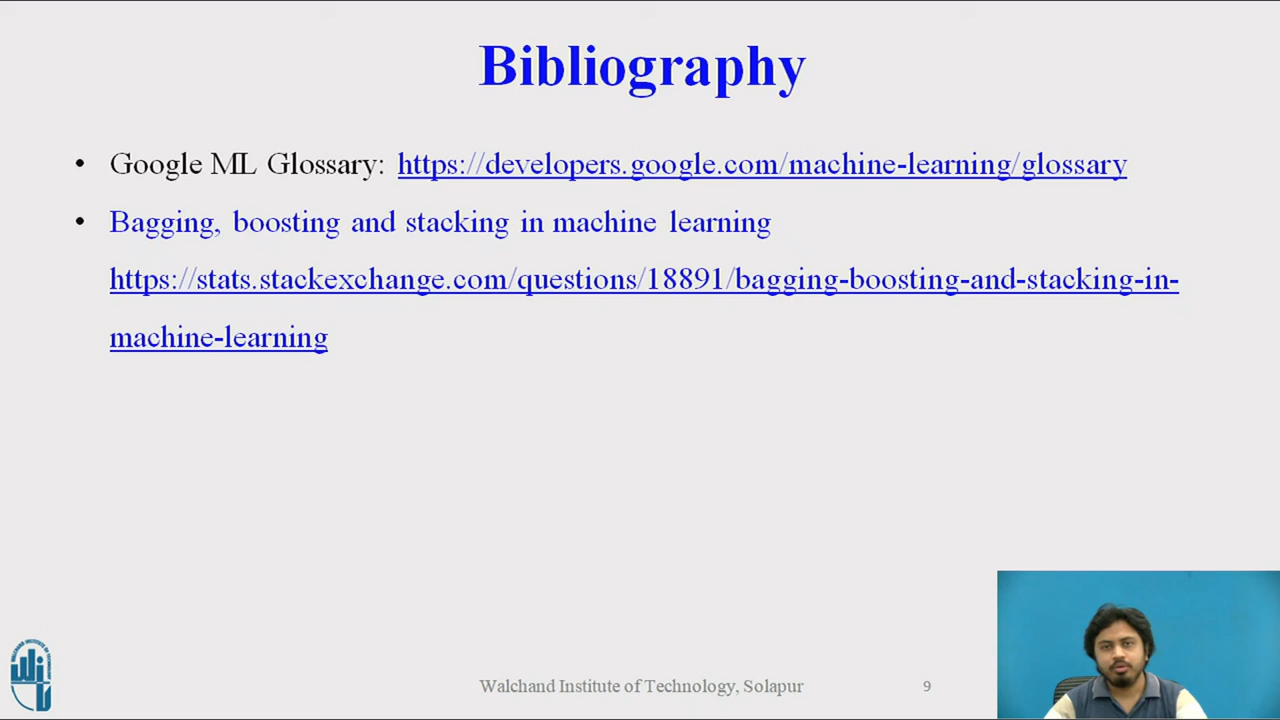 Bibliography
• Google ML Glossary: https://developers.google.com/machine-learning/glossary
• Bagging, boosting and stacking in machine learning
https://stats.stackexchange.com/questions/18891/bagging-boosting-and-stacking-in-
machine-learning
Walchand Institute of Technology, Solapur
9